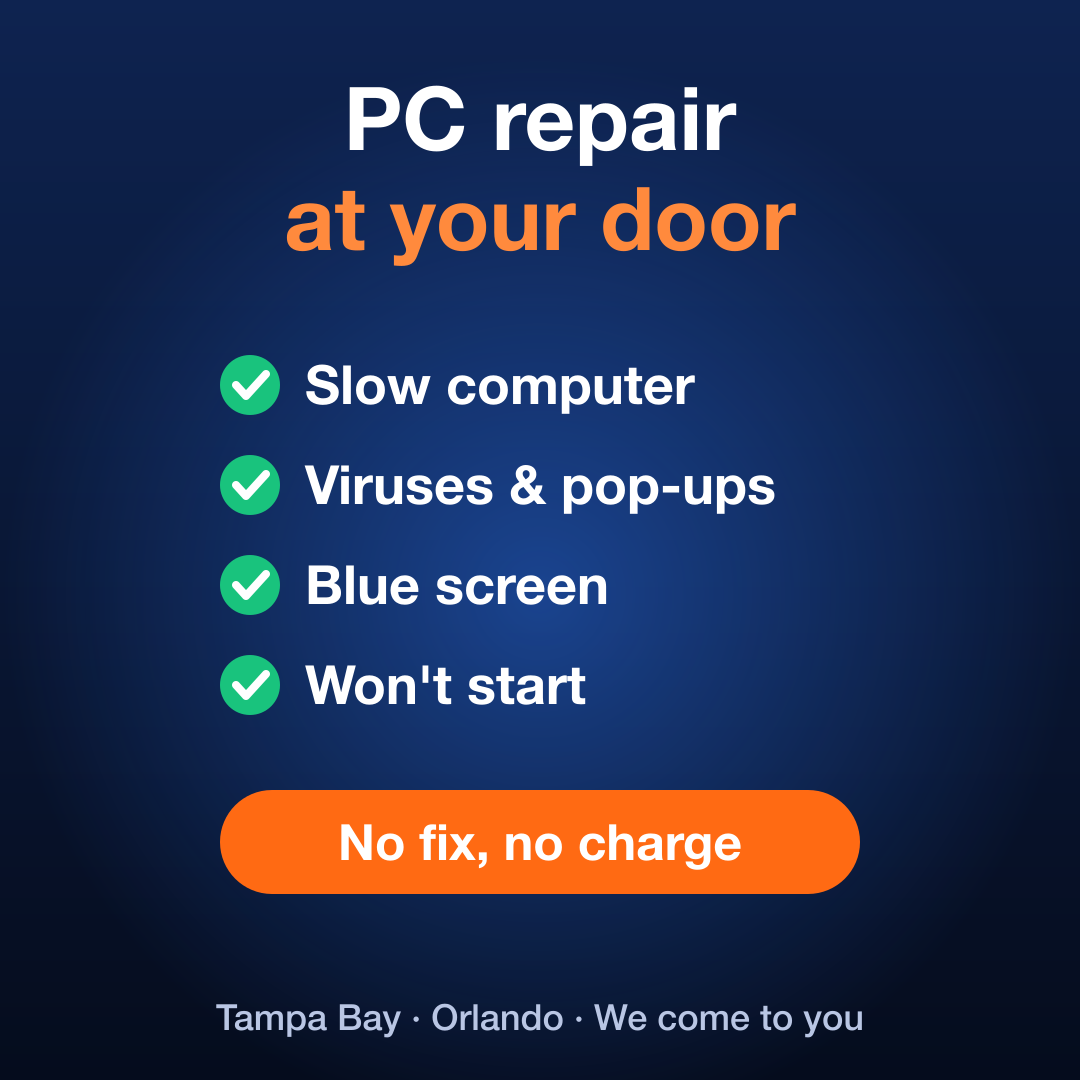 PC repair
at your door
Slow computer
Viruses & pop-ups
Blue screen
Won't start
No fix, no charge
Tampa Bay · Orlando · We come to you